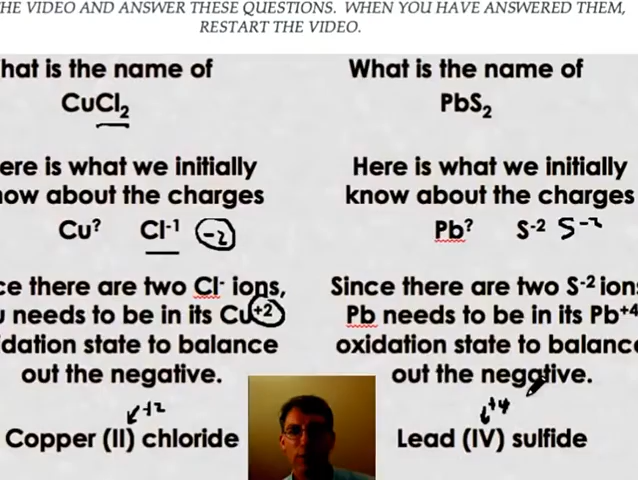 HE VIDEO AND ANSWER THESE QUESTIONS. WHEN YOU HAVE ANSWERED THEM,
RESTART THE VIDEO.
hat is the name of
CuCl₂
ere is what we initially
now about the charges
Cu? Cl-1 -2
ce there are two Cl- ions,
u needs to be in its Cu+2
idation state to balance
out the negative.
+2
Copper (II) chloride
What is the name of
PbS₂
Here is what we initially
know about the charges
Pb? S-2 S-2
Since there are two S-2 ions
Pb needs to be in its Pb+4
oxidation state to balance
out the negative.
+4
Lead (IV) sulfide